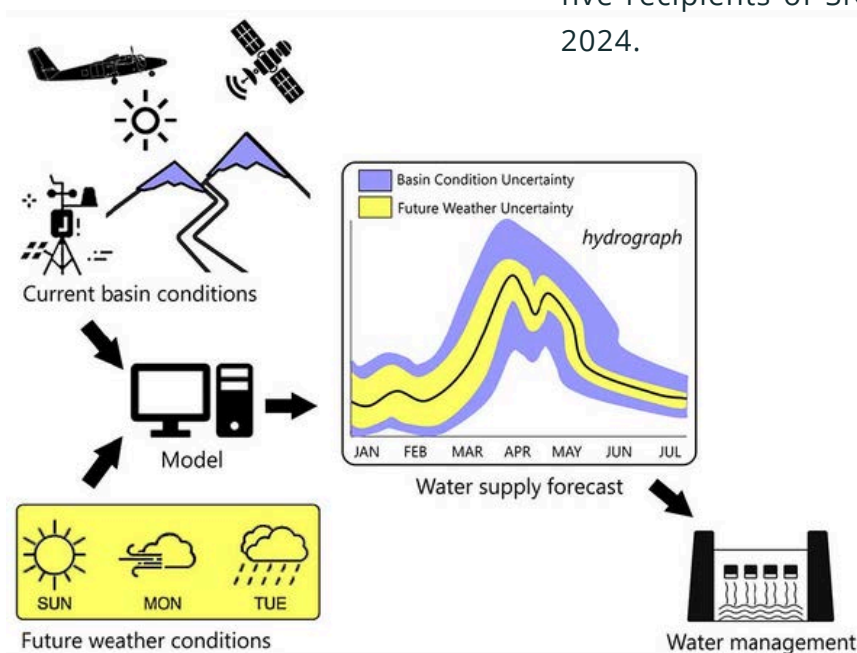 2024.
Basin Condition Uncertainty
Future Weather Uncertainty
hydrograph
Current basin conditions
JAN FEB MAR APR MAY JUN JUL
Model
Water supply forecast
SUN MON TUE
Future weather conditions
Water management